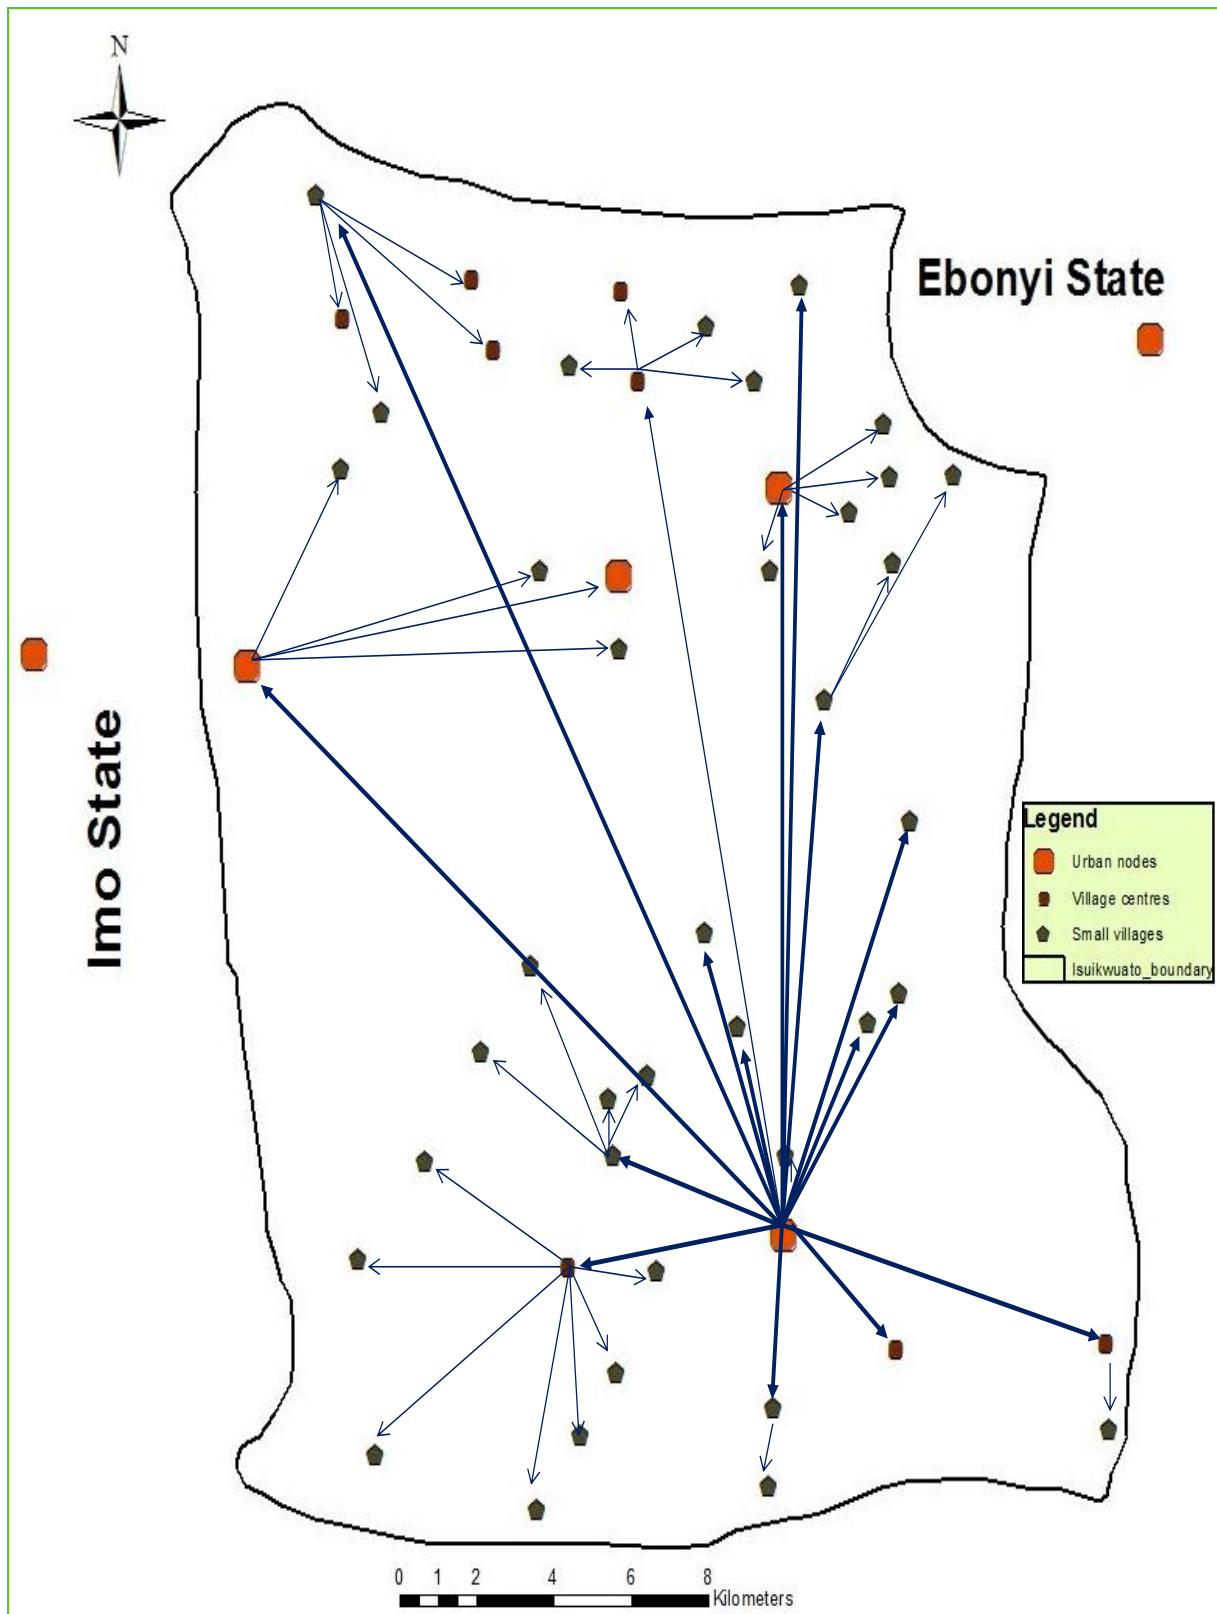 N
Ebonyi State
Imo State
Legend
Urban nodes
Village centres
Small villages
Isuikwuato_boundary
0 1 2 4 6 8
Kilometers